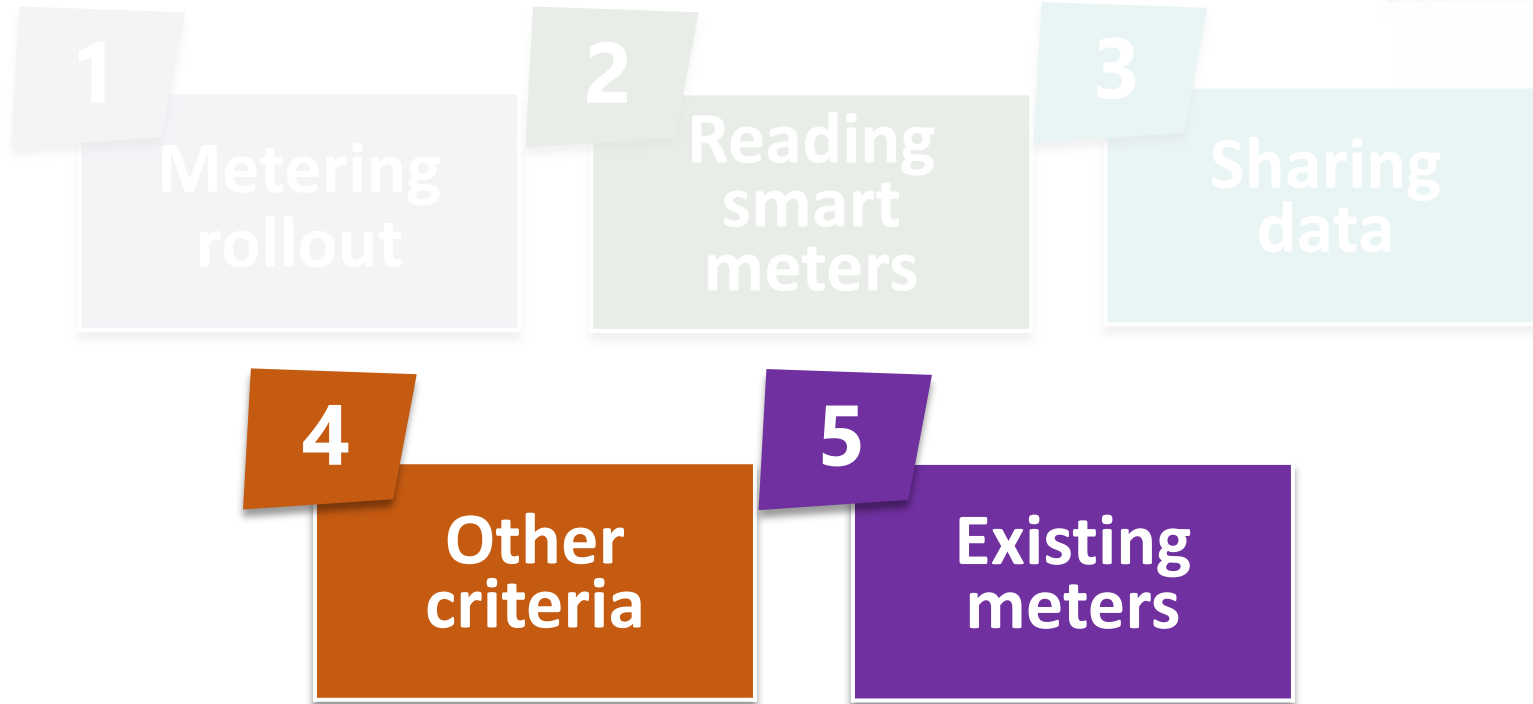 1
Metering
rollout
2
Reading
smart
meters
3
Sharing
data
4
Other
criteria
5
Existing
meters